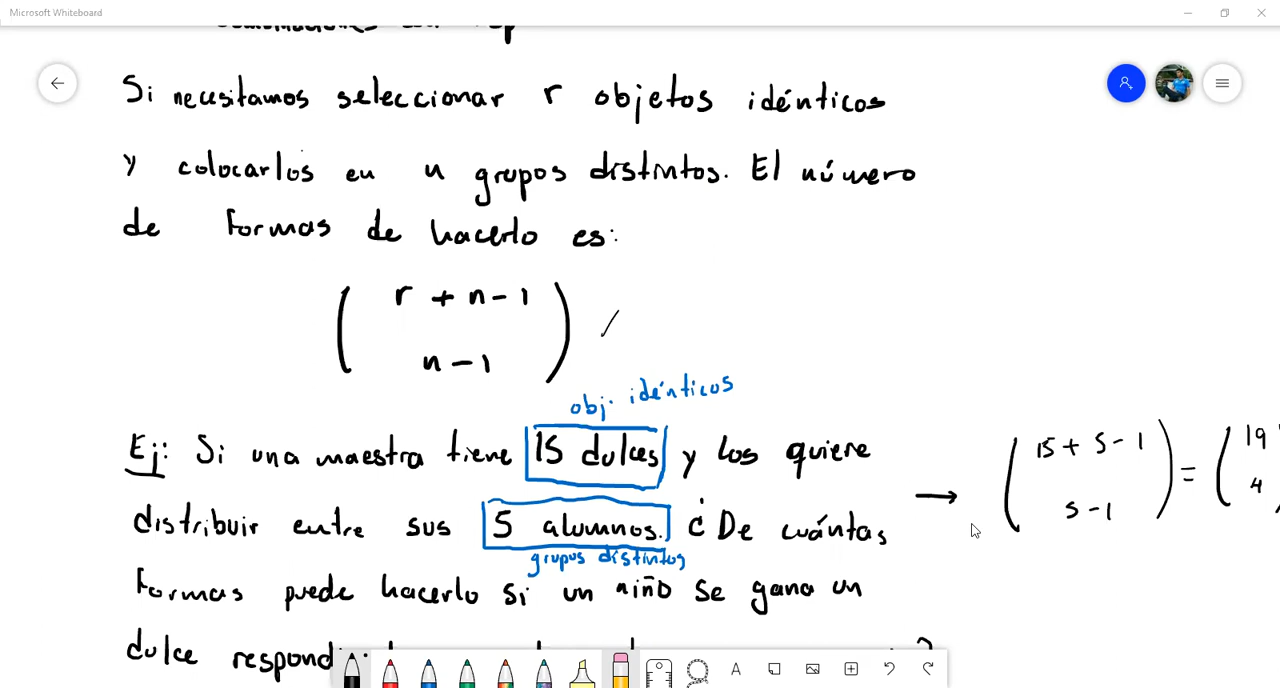 Microsoft Whiteboard
Si necesitamos seleccionar r objetos idénticos
y colocarlos en n grupos distintos. El número
de formas de hacerlo es:
( r + n - 1
n - 1 ) ✓
obj. idénticos
Ej: Si una maestra tiene 15 dulces y los quiere
distribuir entre sus 5 alumnos. ¿De cuántas
grupos distintos
formas puede hacerlo si un niño se gana un
dulce respond
?
→ ( 15 + 5 - 1
5 - 1 ) = ( 19
4
A